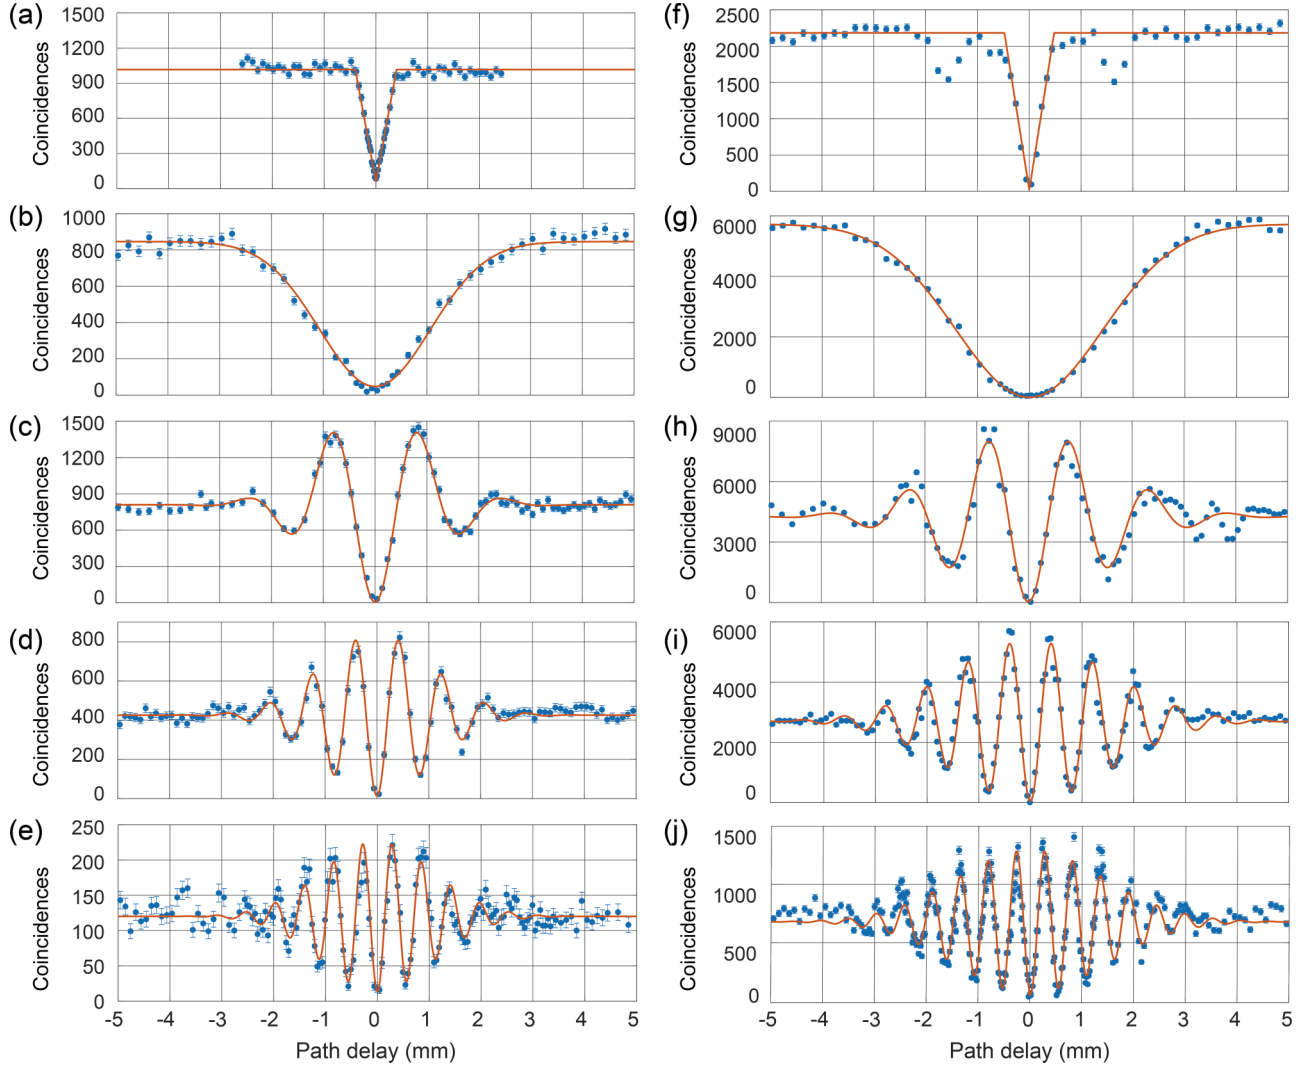 (a)
1500
1200
900
600
300
0
Coincidences
(b)
1000
800
600
400
200
0
Coincidences
(c)
1500
1200
900
600
300
0
Coincidences
(d)
800
600
400
200
0
Coincidences
(e)
250
200
150
100
50
0
Coincidences
-5 -4 -3 -2 -1 0 1 2 3 4 5
Path delay (mm)
(f)
2500
2000
1500
1000
500
0
Coincidences
(g)
6000
4000
2000
0
Coincidences
(h)
9000
6000
3000
0
Coincidences
(i)
6000
4000
2000
0
Coincidences
(j)
1500
1000
500
0
Coincidences
-5 -4 -3 -2 -1 0 1 2 3 4 5
Path delay (mm)